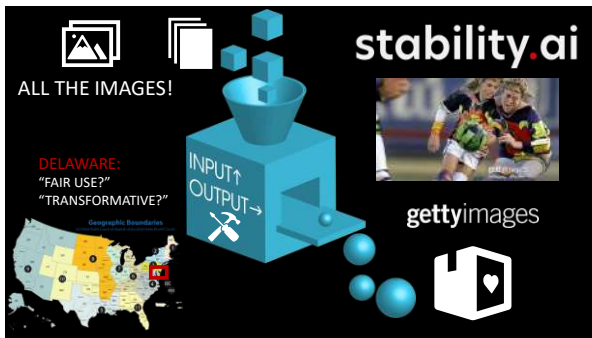 stability.ai
ALL THE IMAGES!
DELAWARE:
“FAIR USE?”
“TRANSFORMATIVE?”
INPUT↑
OUTPUT→
gettyimages
Geographic Boundaries